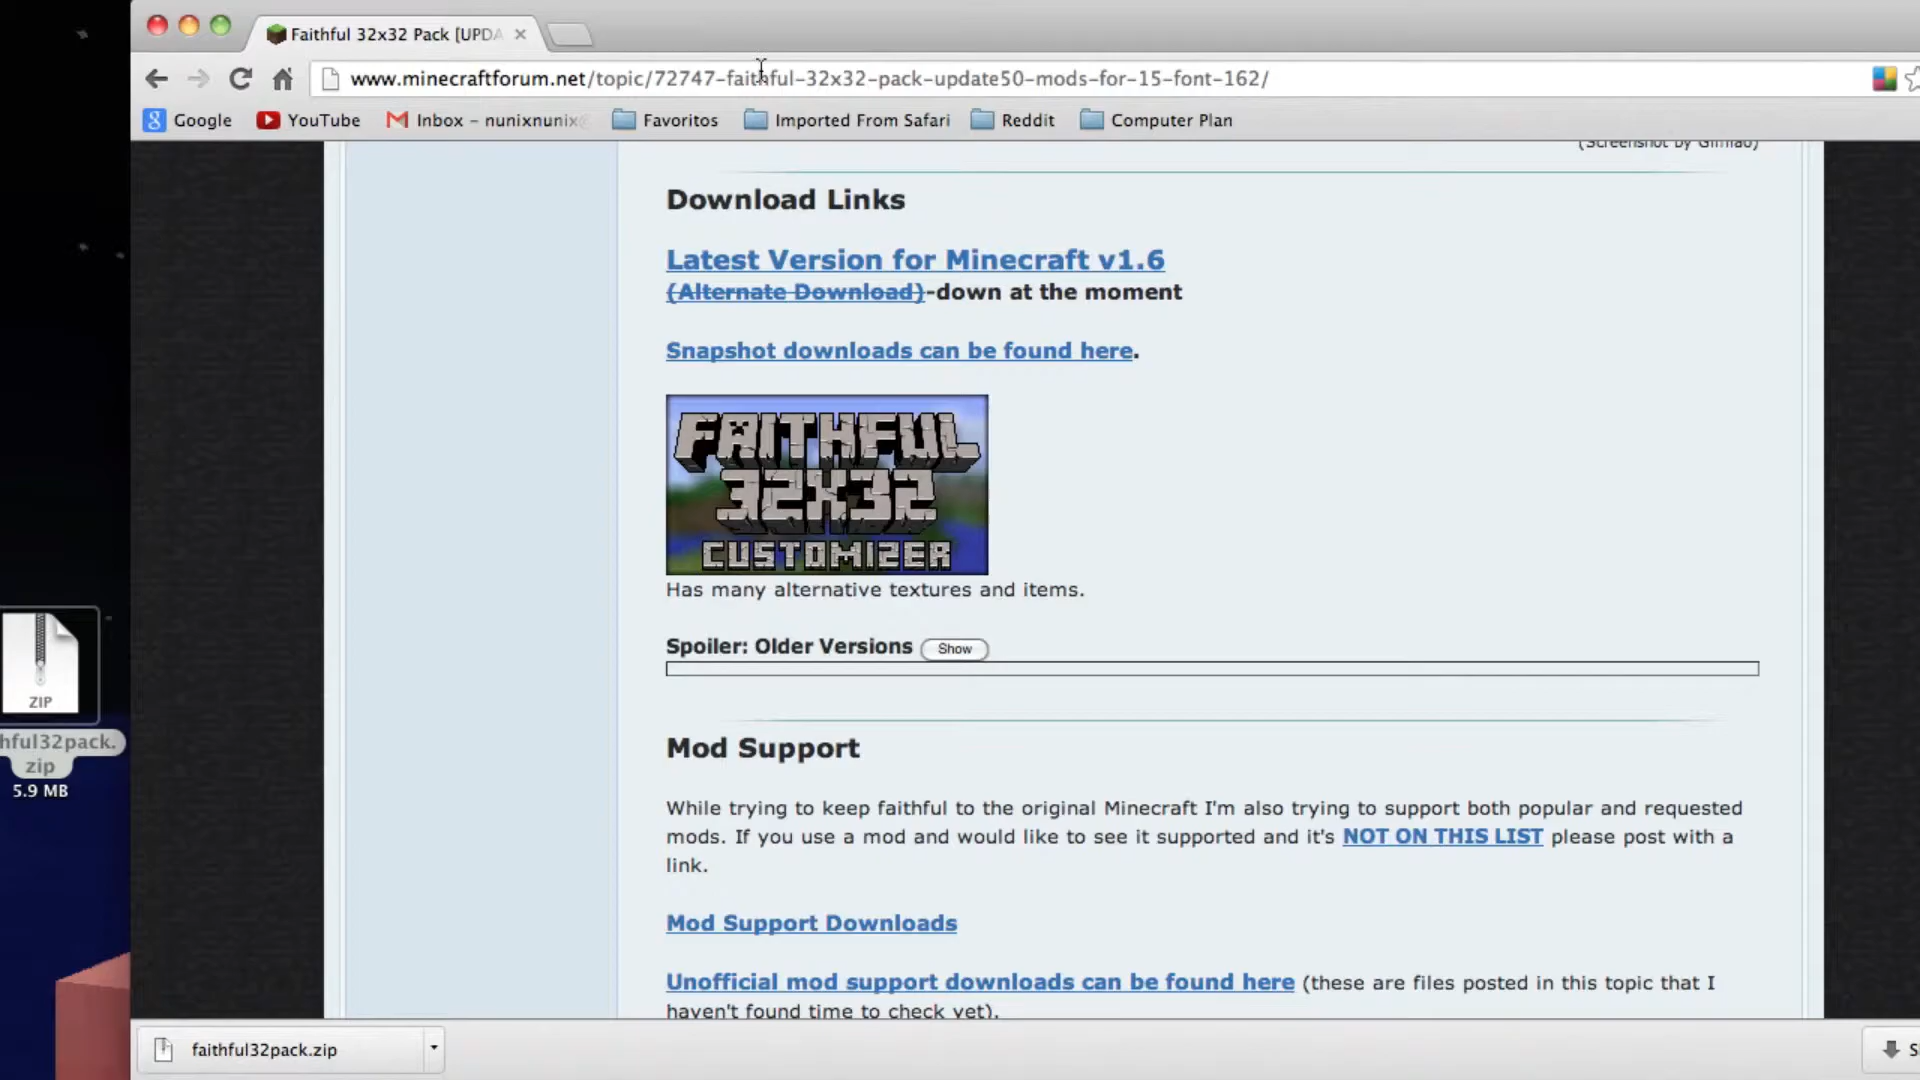 Faithful 32x32 Pack [UPDA
www.minecraftforum.net/topic/72747-faithful-32x32-pack-update50-mods-for-15-font-162/
Google YouTube Inbox – nunixnunix@ Favoritos Imported From Safari Reddit Computer Plan
(Screenshot by Gimlao)
Download Links
Latest Version for Minecraft v1.6
(Alternate Download)-down at the moment
Snapshot downloads can be found here.
FAITHFUL
32X32
CUSTOMIZER
Has many alternative textures and items.
Spoiler: Older Versions Show
Mod Support
While trying to keep faithful to the original Minecraft I'm also trying to support both popular and requested
mods. If you use a mod and would like to see it supported and it's NOT ON THIS LIST please post with a
link.
Mod Support Downloads
Unofficial mod support downloads can be found here (these are files posted in this topic that I
haven't found time to check yet).
ZIP
hful32pack.
zip
5.9 MB
faithful32pack.zip